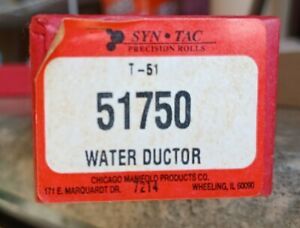 SYN • TAC
PRECISION ROLLS
T-51
51750
WATER DUCTOR
CHICAGO MANIFOLD PRODUCTS CO.
171 E. MARQUARDT DR. WHEELING, IL 60090
7214